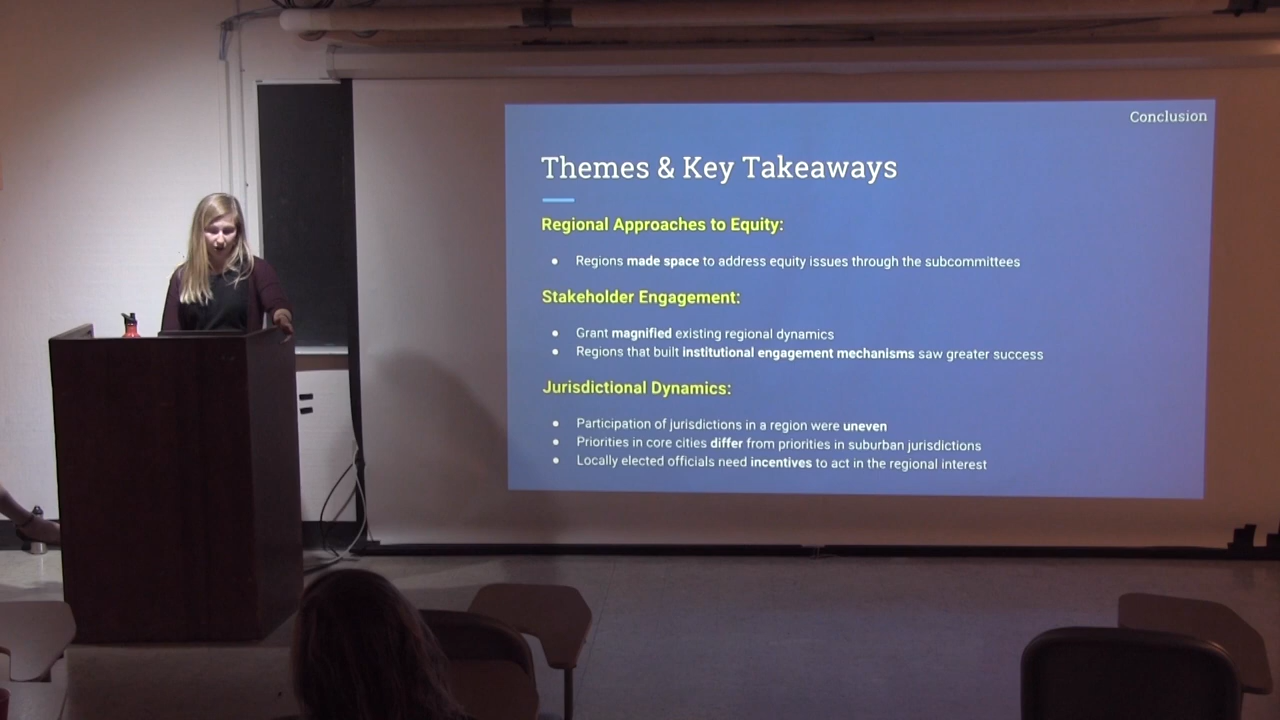 Conclusion
Themes & Key Takeaways
Regional Approaches to Equity:
● Regions made space to address equity issues through the subcommittees
Stakeholder Engagement:
● Grant magnified existing regional dynamics
● Regions that built institutional engagement mechanisms saw greater success
Jurisdictional Dynamics:
● Participation of jurisdictions in a region were uneven
● Priorities in core cities differ from priorities in suburban jurisdictions
● Locally elected officials need incentives to act in the regional interest